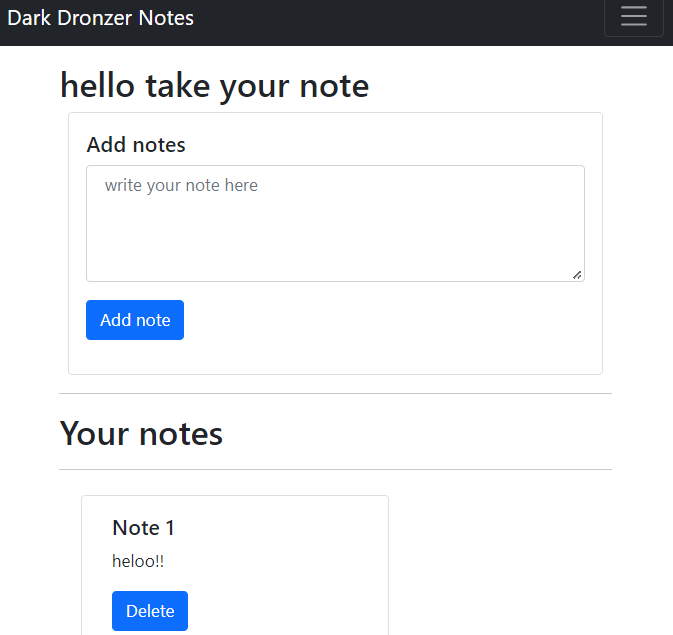 Dark Dronzer Notes
hello take your note
Add notes
write your note here
Add note
Your notes
Note 1
heloo!!
Delete